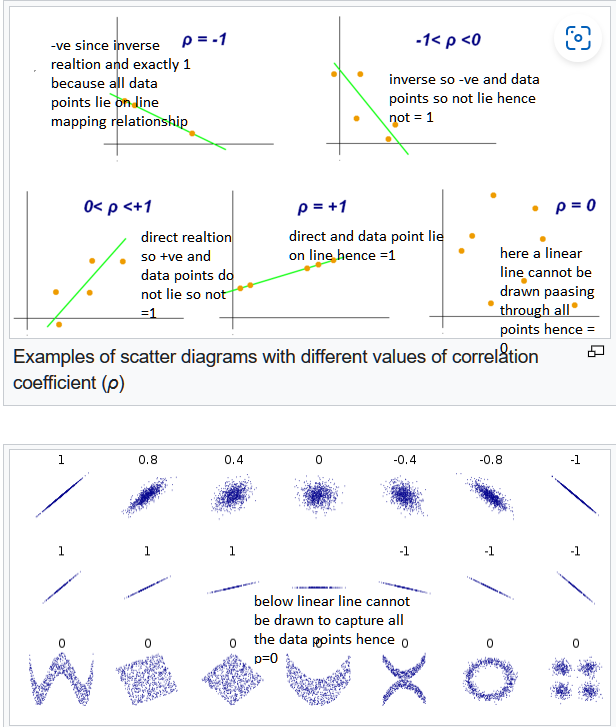 -ve since inverse
realtion and exactly 1
because all data
points lie on line
mapping relationship
ρ = -1
-1< ρ <0
inverse so -ve and data
points so not lie hence
not = 1
0< ρ <+1
direct realtion
so +ve and
data points do
not lie so not
=1
ρ = +1
direct and data point lie
on line hence =1
ρ = 0
here a linear
line cannot be
drawn paasing
through all
points hence =
0
Examples of scatter diagrams with different values of correlation
coefficient (ρ)
1 0.8 0.4 0 -0.4 -0.8 -1
1 1 1 -1 -1 -1
below linear line cannot
be drawn to capture all
the data points hence
p=0
0 0 0 0 0 0 0